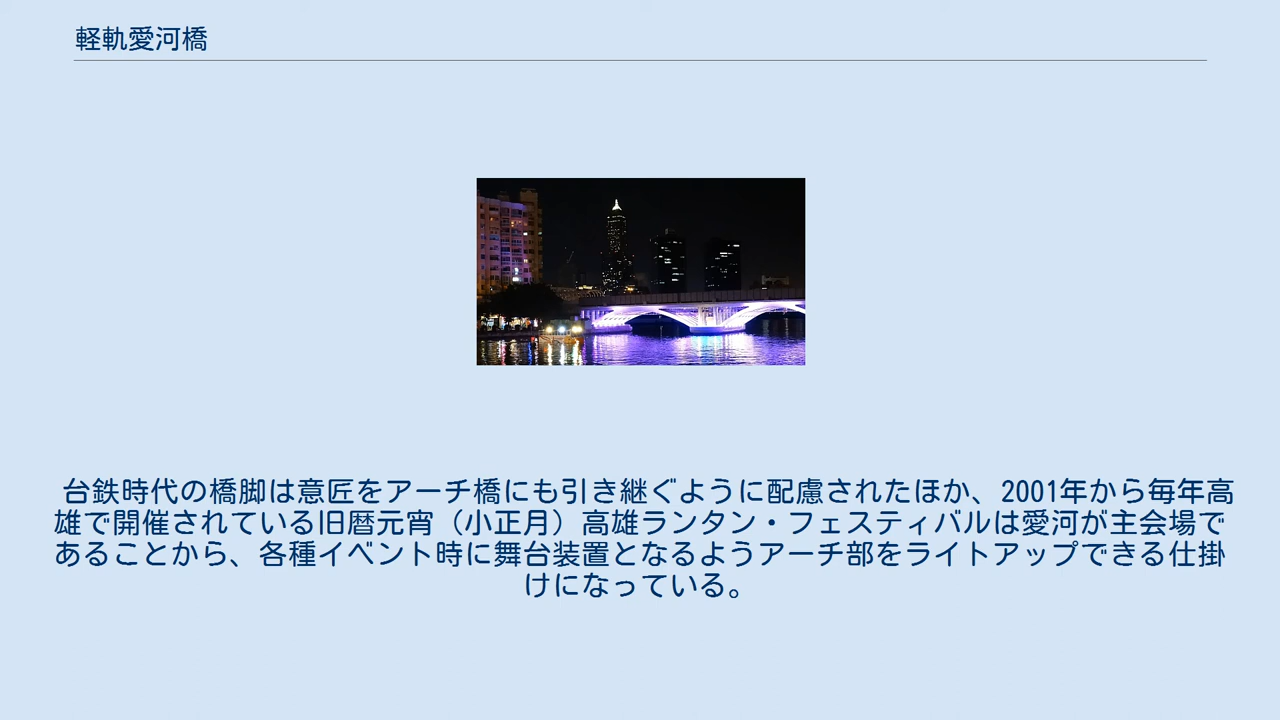 軽軌愛河橋
台鉄時代の橋脚は意匠をアーチ橋にも引き継ぐように配慮されたほか、2001年から毎年高
雄で開催されている旧暦元宵（小正月）高雄ランタン・フェスティバルは愛河が主会場で
あることから、各種イベント時に舞台装置となるようアーチ部をライトアップできる仕掛
けになっている。